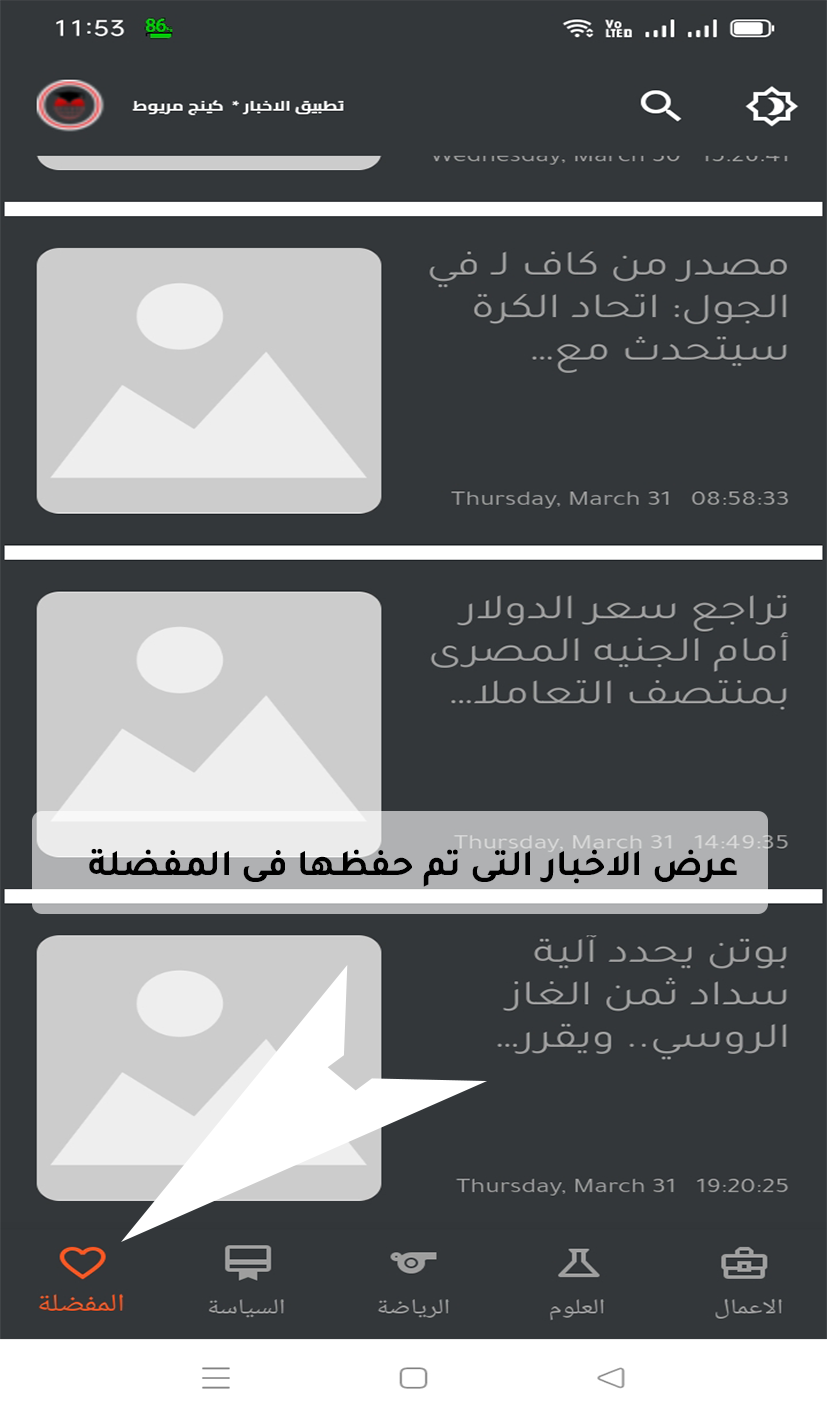 11:53 86%
Vo LTE
تطبيق الاخبار * كينج مريوط
Wednesday, March 30 15:20:41
مصدر من كاف لـ في
الجول: اتحاد الكرة
سيتحدث مع...
Thursday, March 31 08:58:33
تراجع سعر الدولار
أمام الجنيه المصرى
بمنتصف التعاملا...
Thursday, March 31 14:49:35
عرض الاخبار التى تم حفظها فى المفضلة
بوتن يحدد آلية
سداد ثمن الغاز
الروسي.. ويقرر...
Thursday, March 31 19:20:25
المفضلة
السياسة
الرياضة
العلوم
الاعمال